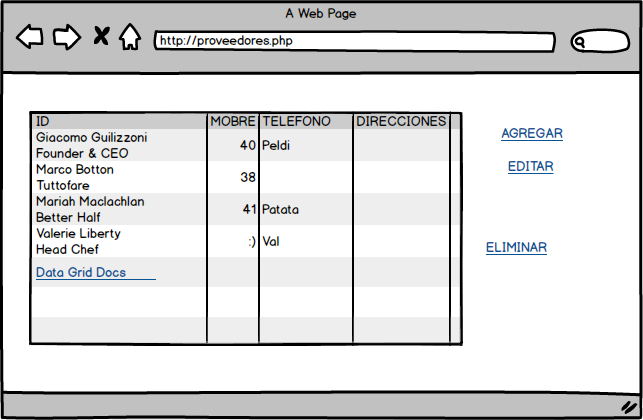 A Web Page
http://proveedores.php
ID MOBRE TELEFONO DIRECCIONES
Giacomo Guilizzoni
Founder & CEO
40 Peldi
Marco Botton
Tuttofare
38
Mariah Maclachlan
Better Half
41 Patata
Valerie Liberty
Head Chef
:) Val
Data Grid Docs
AGREGAR
EDITAR
ELIMINAR